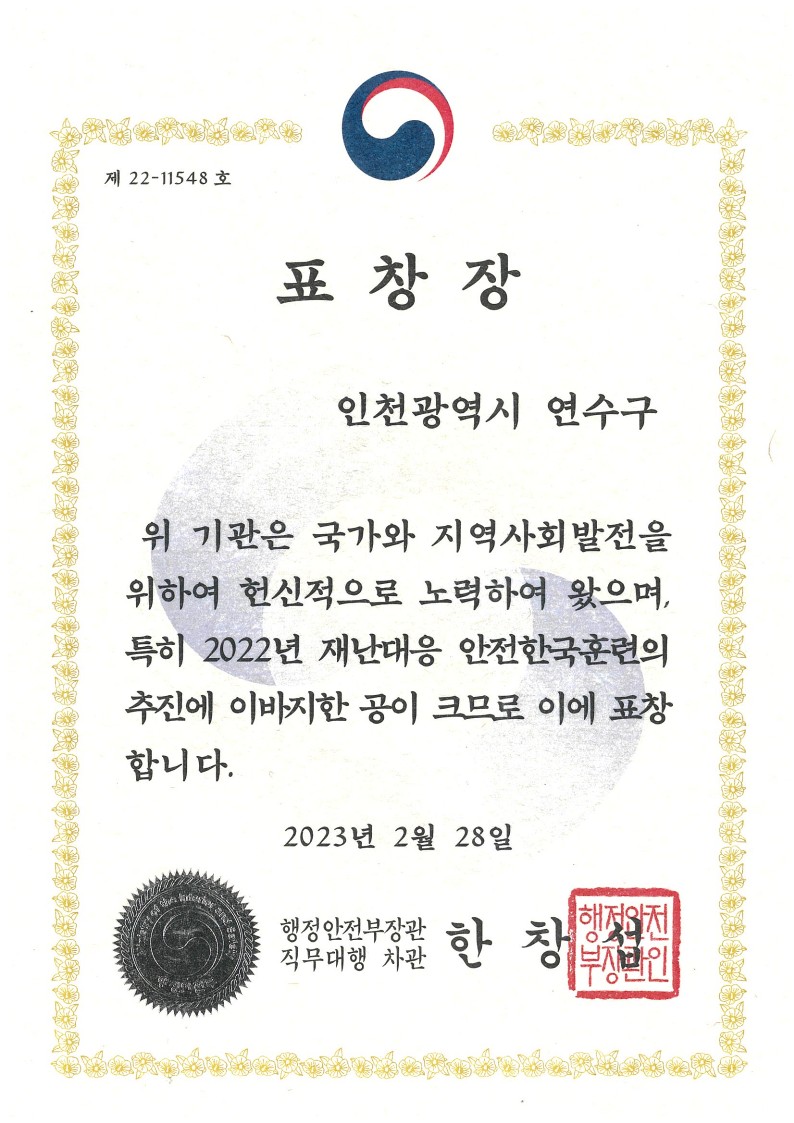 제 22-11548 호
표 창 장
인천광역시 연수구
위 기관은 국가와 지역사회발전을
위하여 헌신적으로 노력하여 왔으며,
특히 2022년 재난대응 안전한국훈련의
추진에 이바지한 공이 크므로 이에 표창
합니다.
2023년 2월 28일
행정안전부장관
직무대행 차관
한 창 섭
행정안전
부장관인